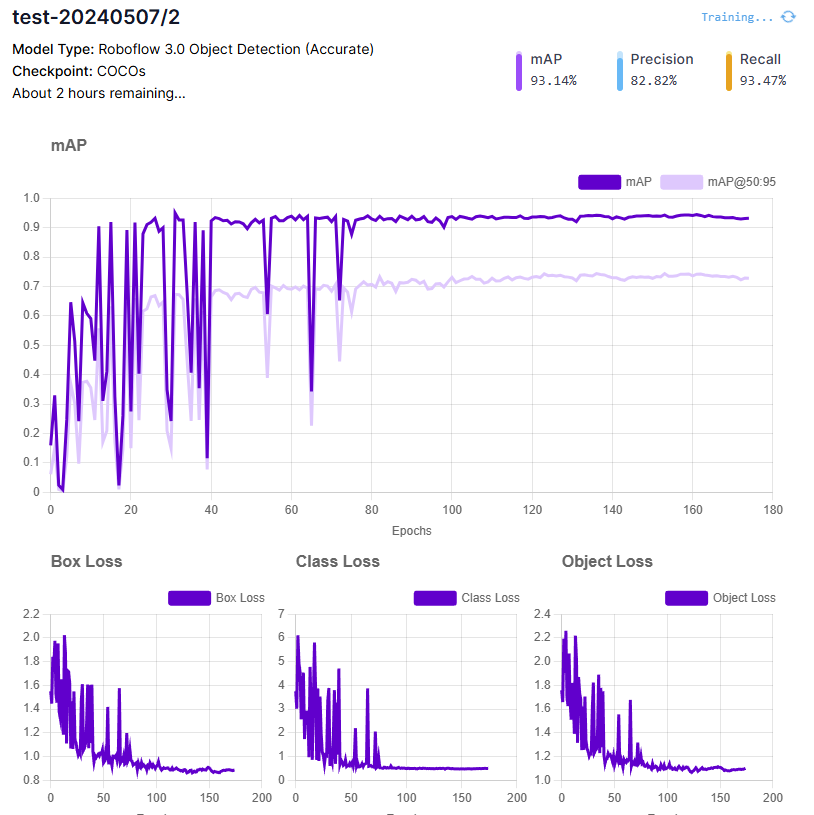 test-20240507/2
Training...
Model Type: Roboflow 3.0 Object Detection (Accurate)
Checkpoint: COCOs
About 2 hours remaining...
mAP
93.14%
Precision
82.82%
Recall
93.47%
mAP
mAP mAP@50:95
1.0
0.9
0.8
0.7
0.6
0.5
0.4
0.3
0.2
0.1
0
0 20 40 60 80 100 120 140 160 180
Epochs
Box Loss
Box Loss
2.2
2.0
1.8
1.6
1.4
1.2
1.0
0.8
0 50 100 150 200
Class Loss
Class Loss
7
6
5
4
3
2
1
0
0 50 100 150 200
Object Loss
Object Loss
2.4
2.2
2.0
1.8
1.6
1.4
1.2
1.0
0 50 100 150 200